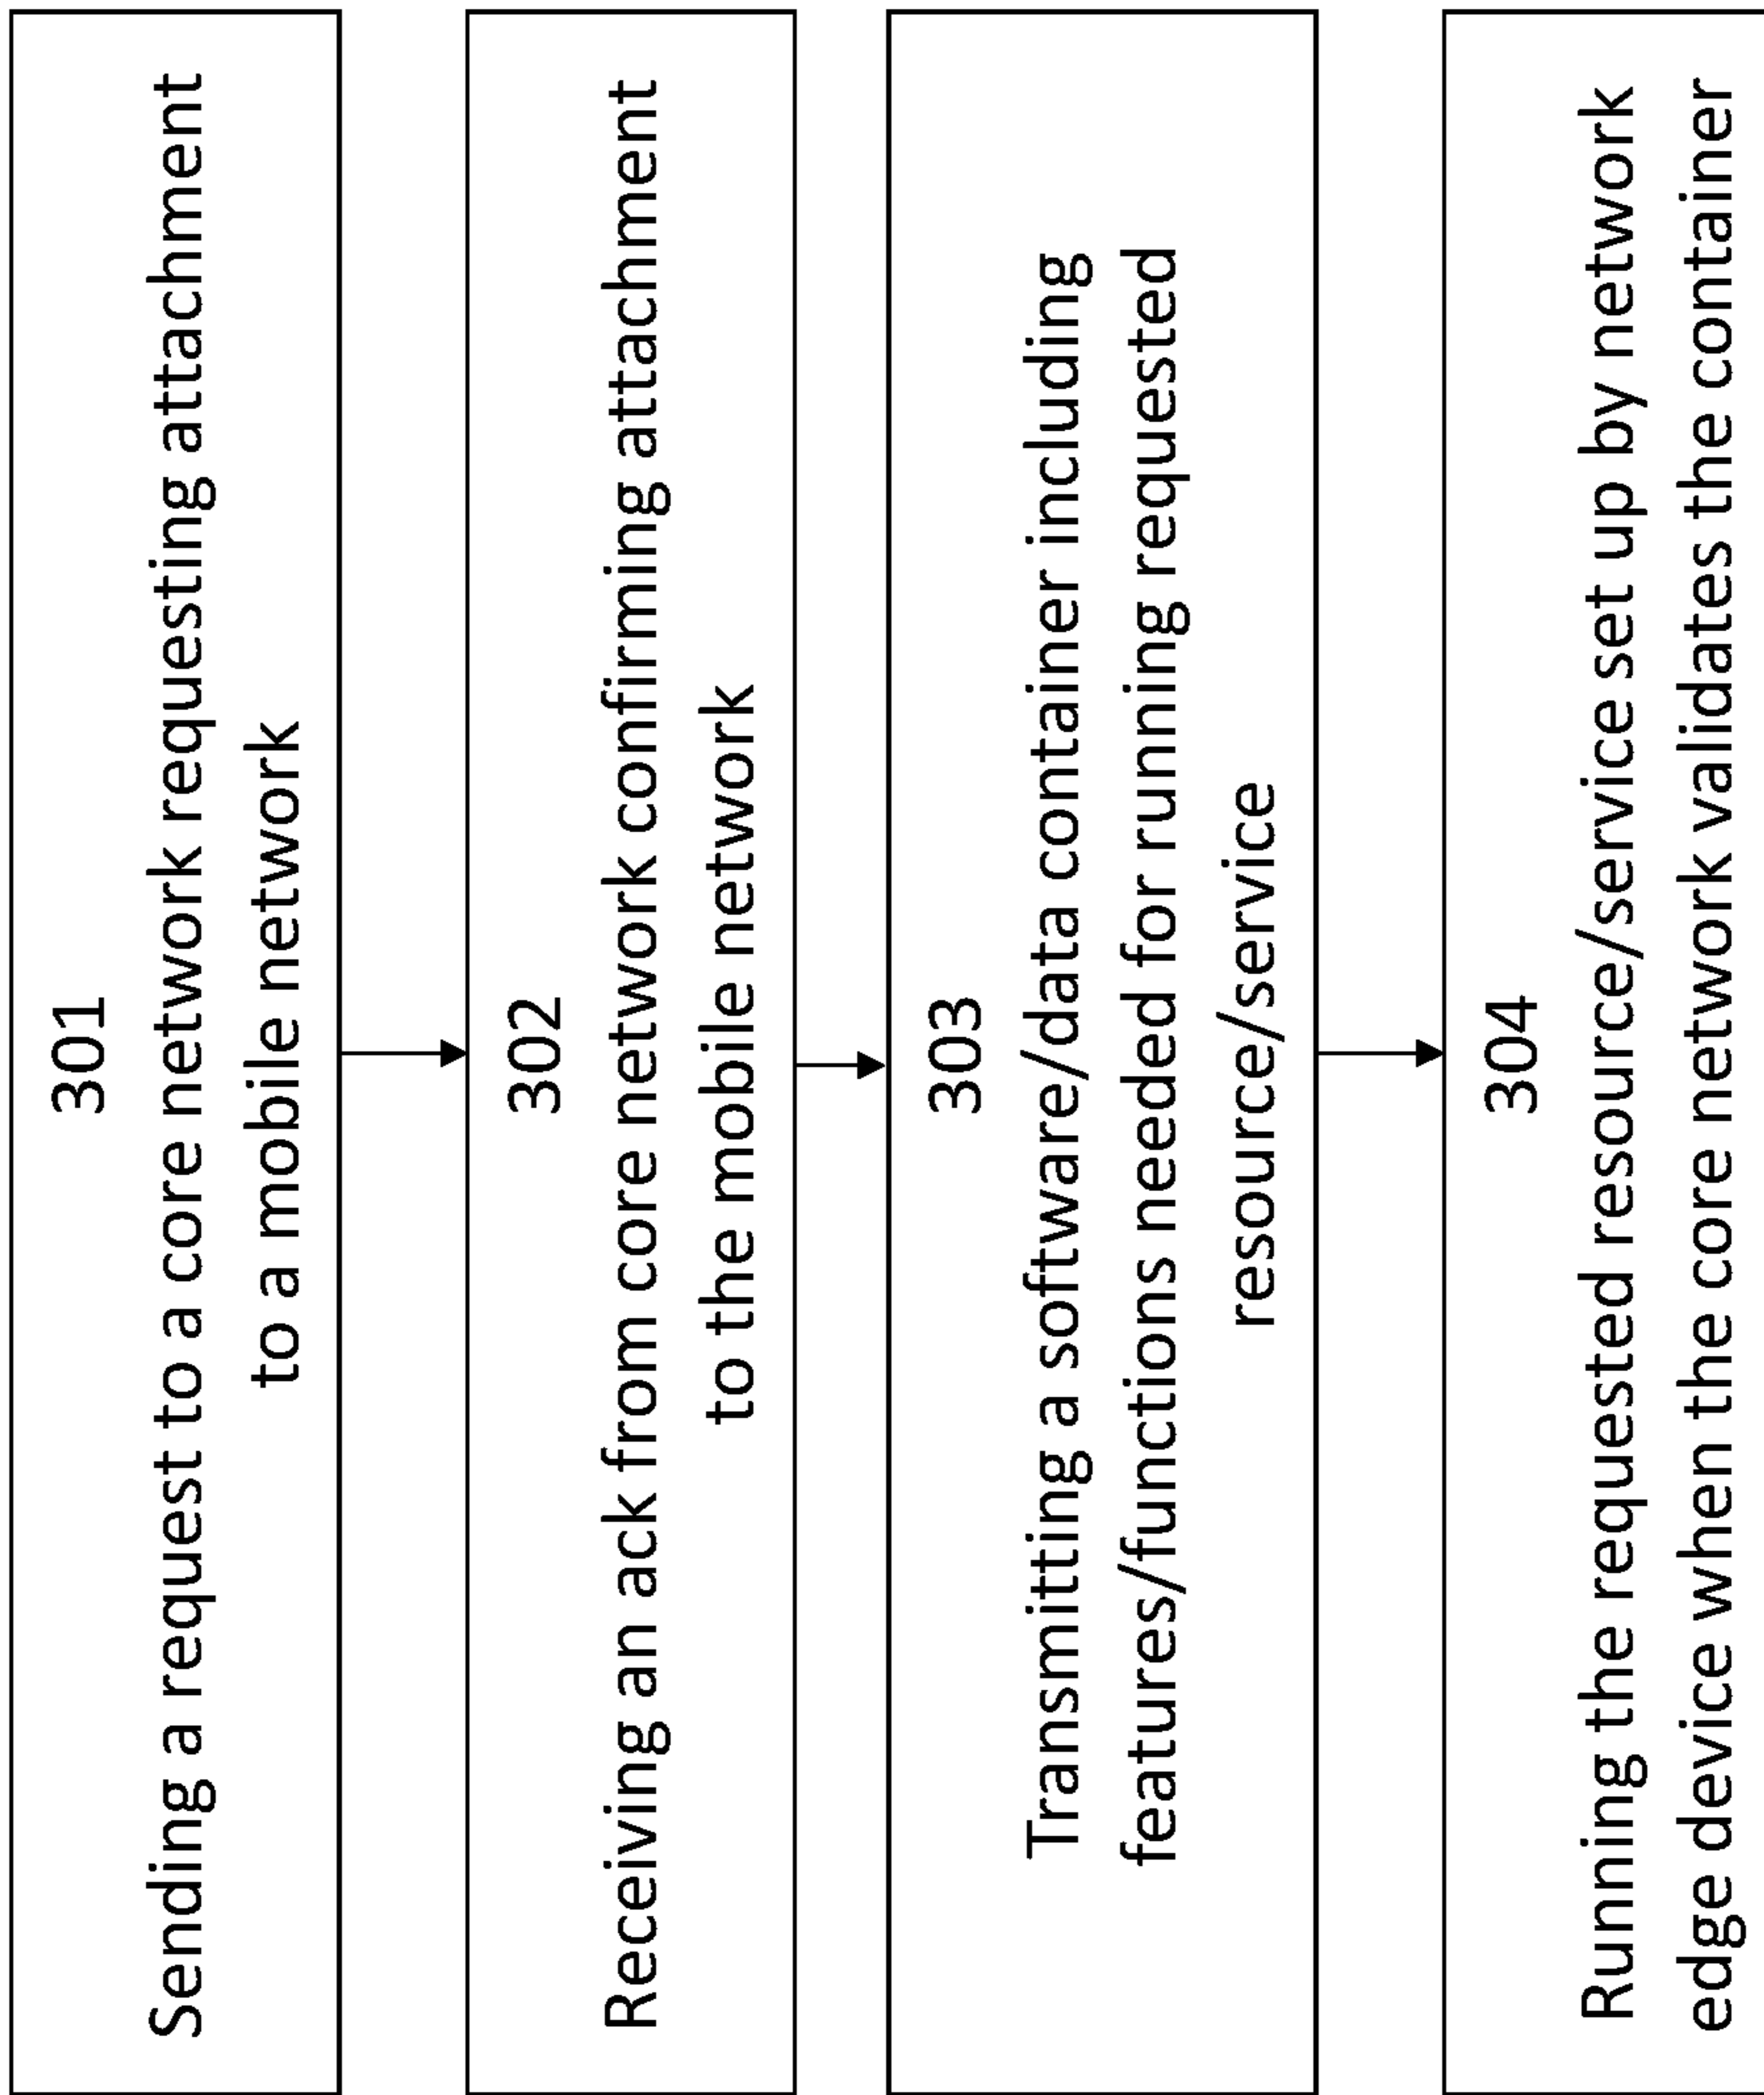 301
Sending a request to a core network requesting attachment
to a mobile network
302
Receiving an ack from core network confirming attachment
to the mobile network
303
Transmitting a software/data container including
features/functions needed for running requested
resource/service
304
Running the requested resource/service set up by network
edge device when the core network validates the container